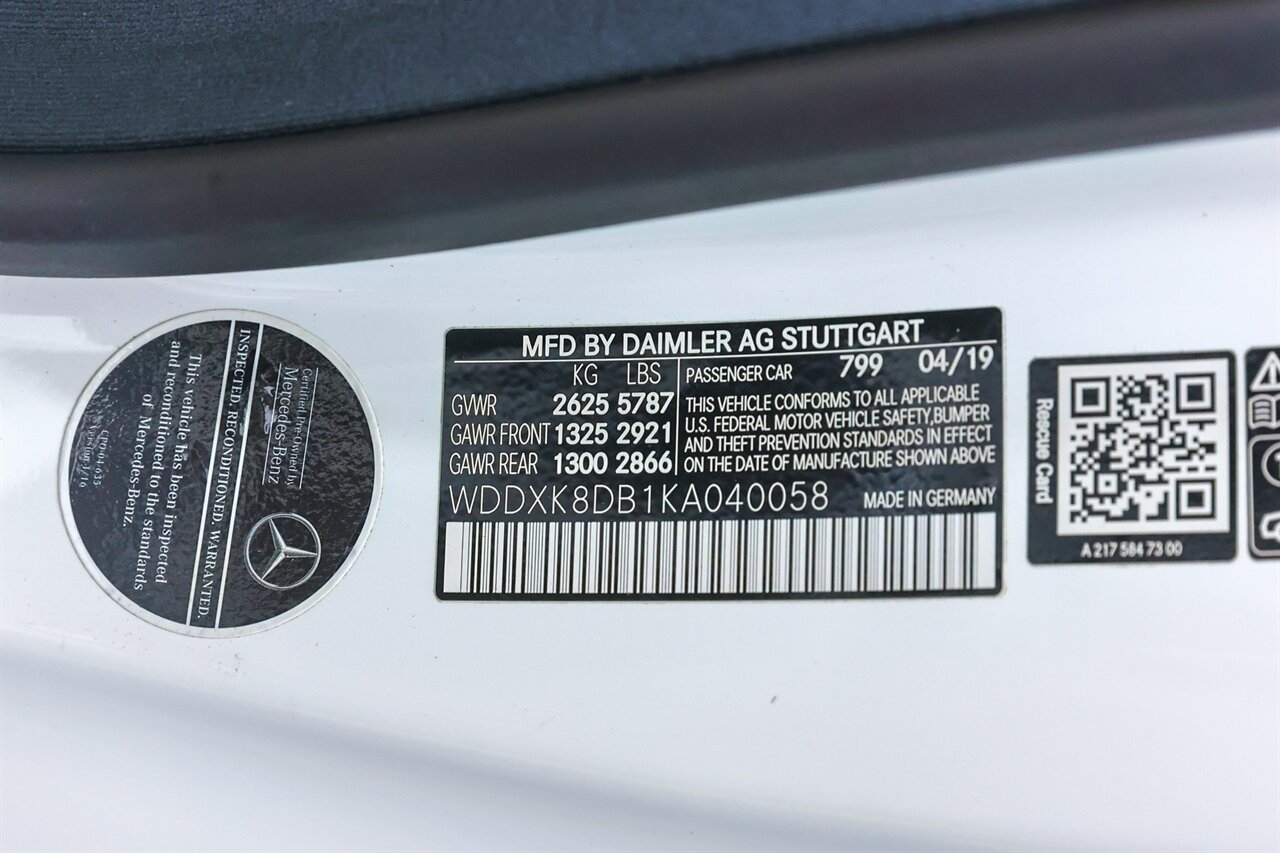 Certified Pre-Owned by
Mercedes-Benz
INSPECTED. RECONDITIONED. WARRANTED.
This vehicle has been inspected
and reconditioned to the standards
of Mercedes-Benz.
MFD BY DAIMLER AG STUTTGART
KG LBS
GVWR 2625 5787
GAWR FRONT 1325 2921
GAWR REAR 1300 2866
PASSENGER CAR 799 04/19
THIS VEHICLE CONFORMS TO ALL APPLICABLE
U.S. FEDERAL MOTOR VEHICLE SAFETY,BUMPER
AND THEFT PREVENTION STANDARDS IN EFFECT
ON THE DATE OF MANUFACTURE SHOWN ABOVE
WDDXK8DB1KA040058 MADE IN GERMANY
Rescue Card
A 217 584 73 00